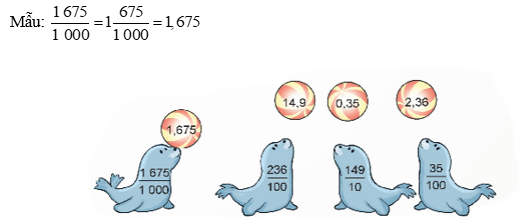 Mẫu: 1 675/1 000 = 1 675/1 000 = 1,675
14,9 0,35 2,36
1,675
1 675/1 000 236/100 149/10 35/100